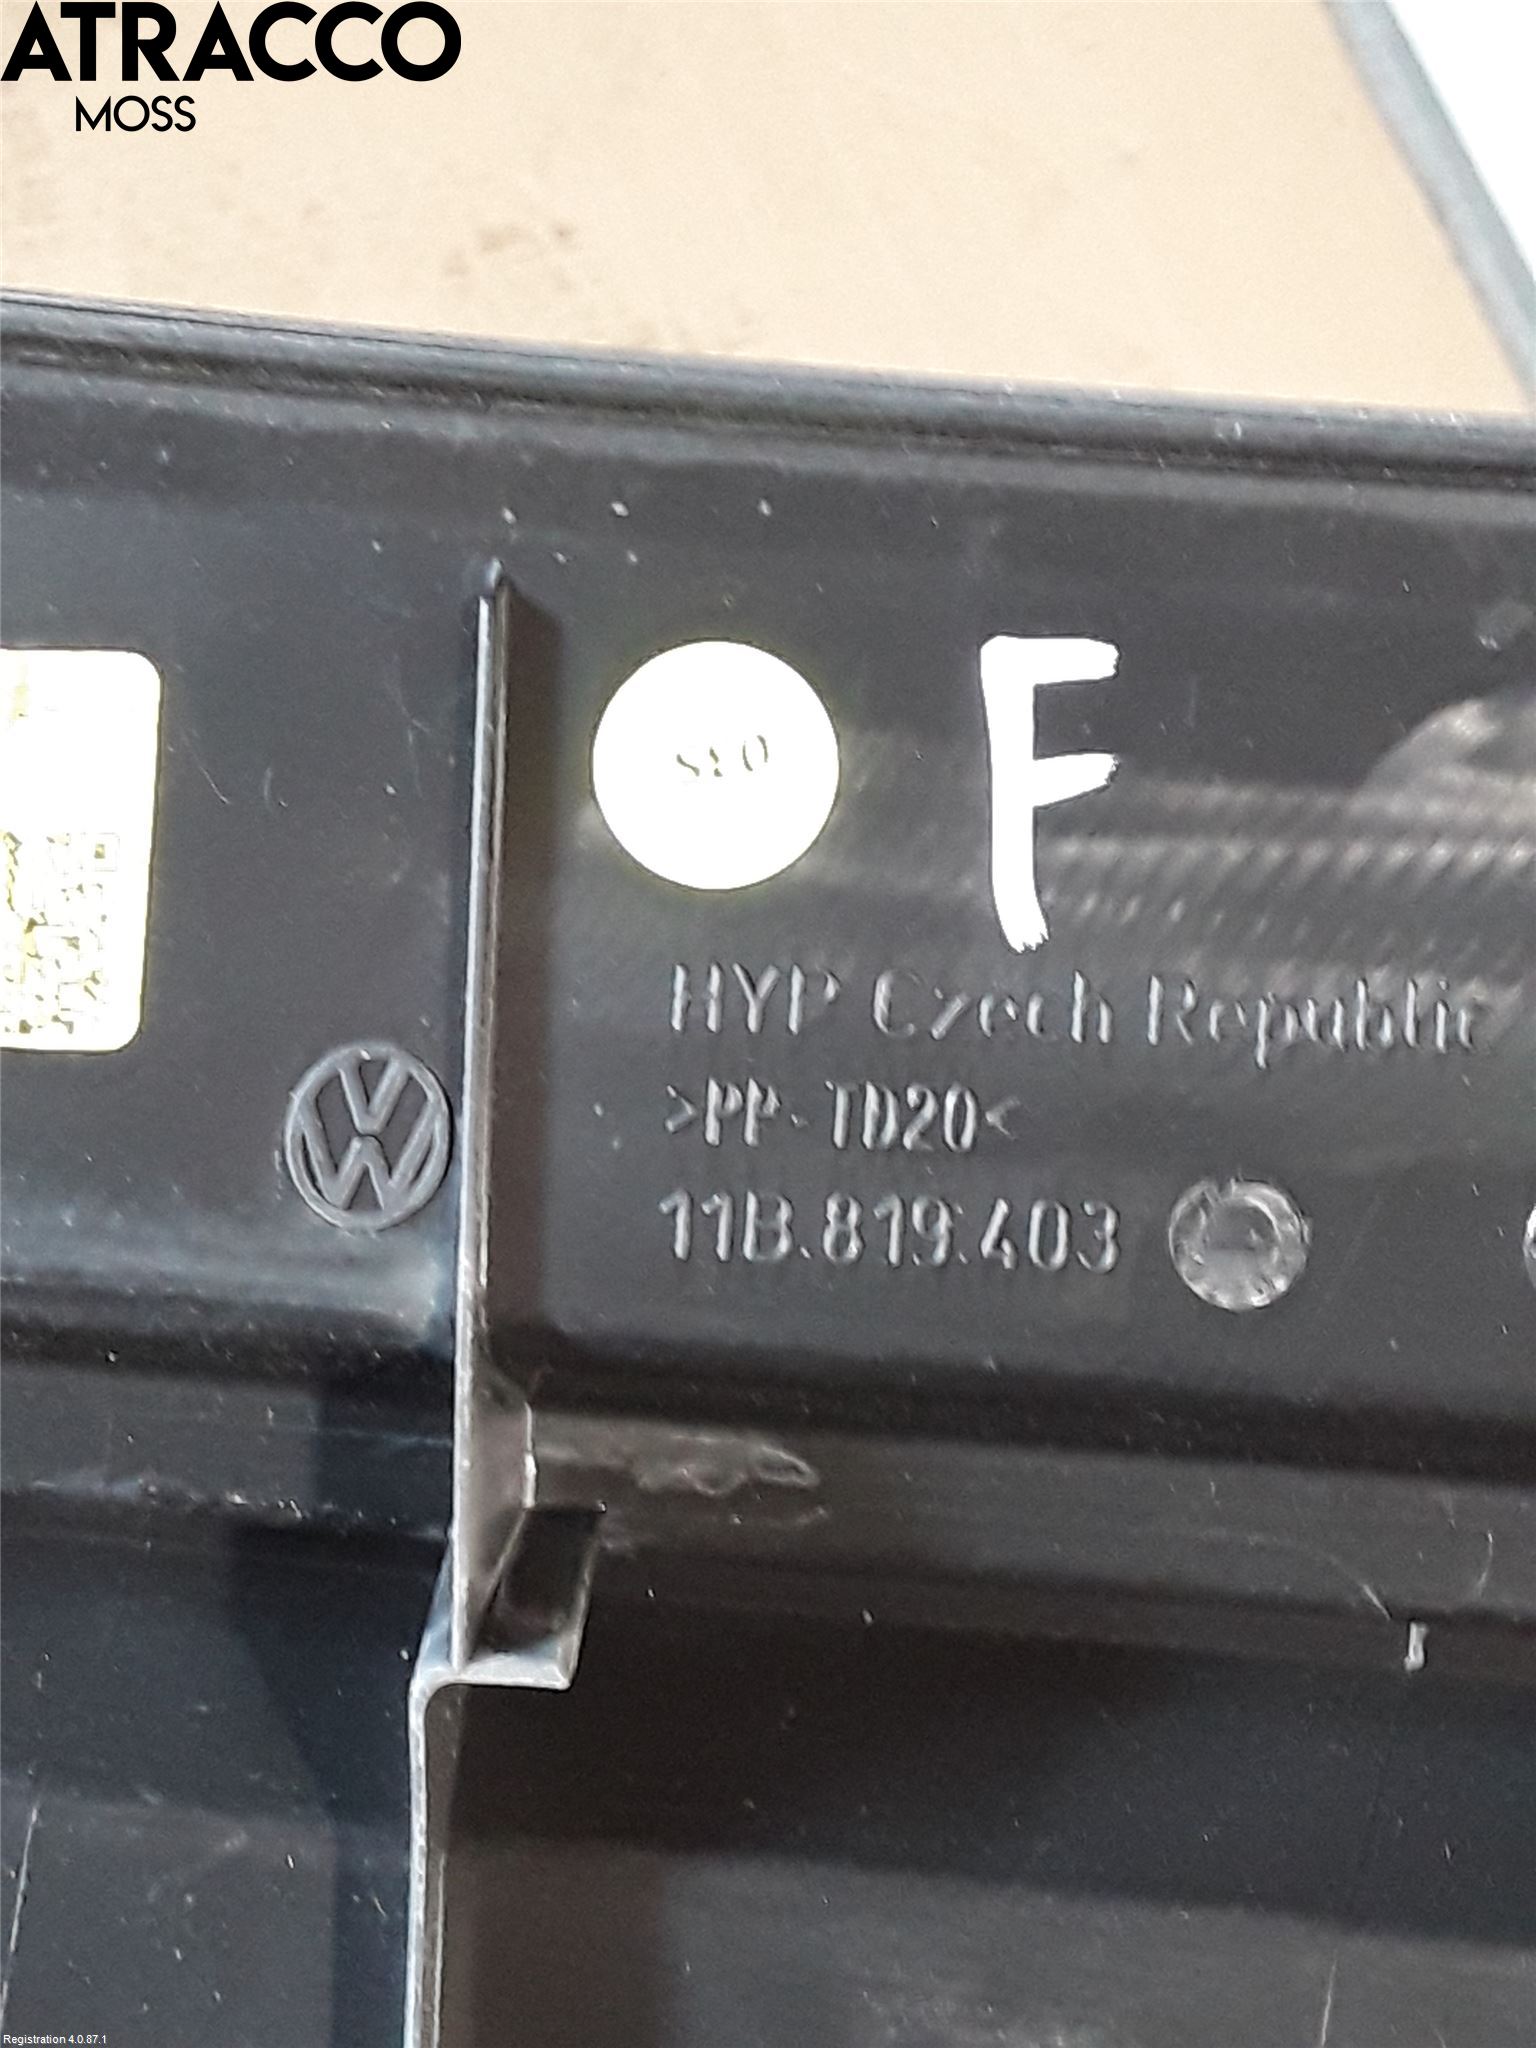 ATRACCO
MOSS
F
HYP Czech Republic
>PP-TD20<
11B.819.403
Registration 4.0.87.1